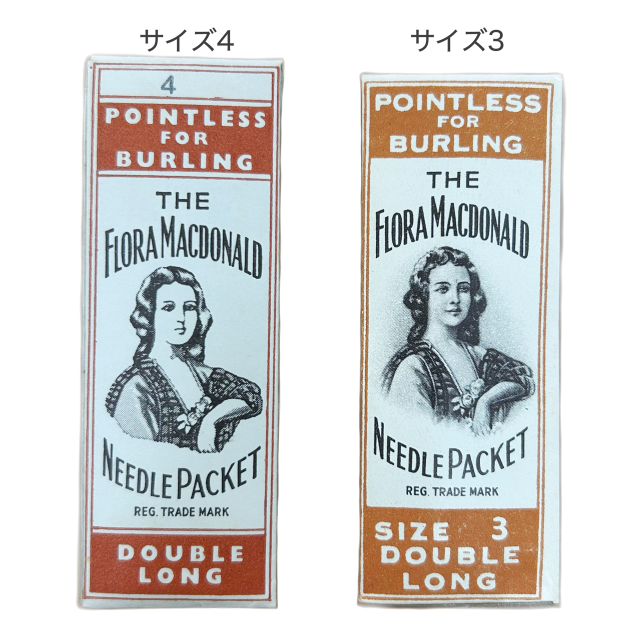 サイズ4
4
POINTLESS
FOR
BURLING
THE
FLORA MACDONALD
NEEDLE PACKET
REG. TRADE MARK
DOUBLE
LONG
サイズ3
POINTLESS
FOR
BURLING
THE
FLORA MACDONALD
NEEDLE PACKET
REG. TRADE MARK
SIZE 3
DOUBLE
LONG